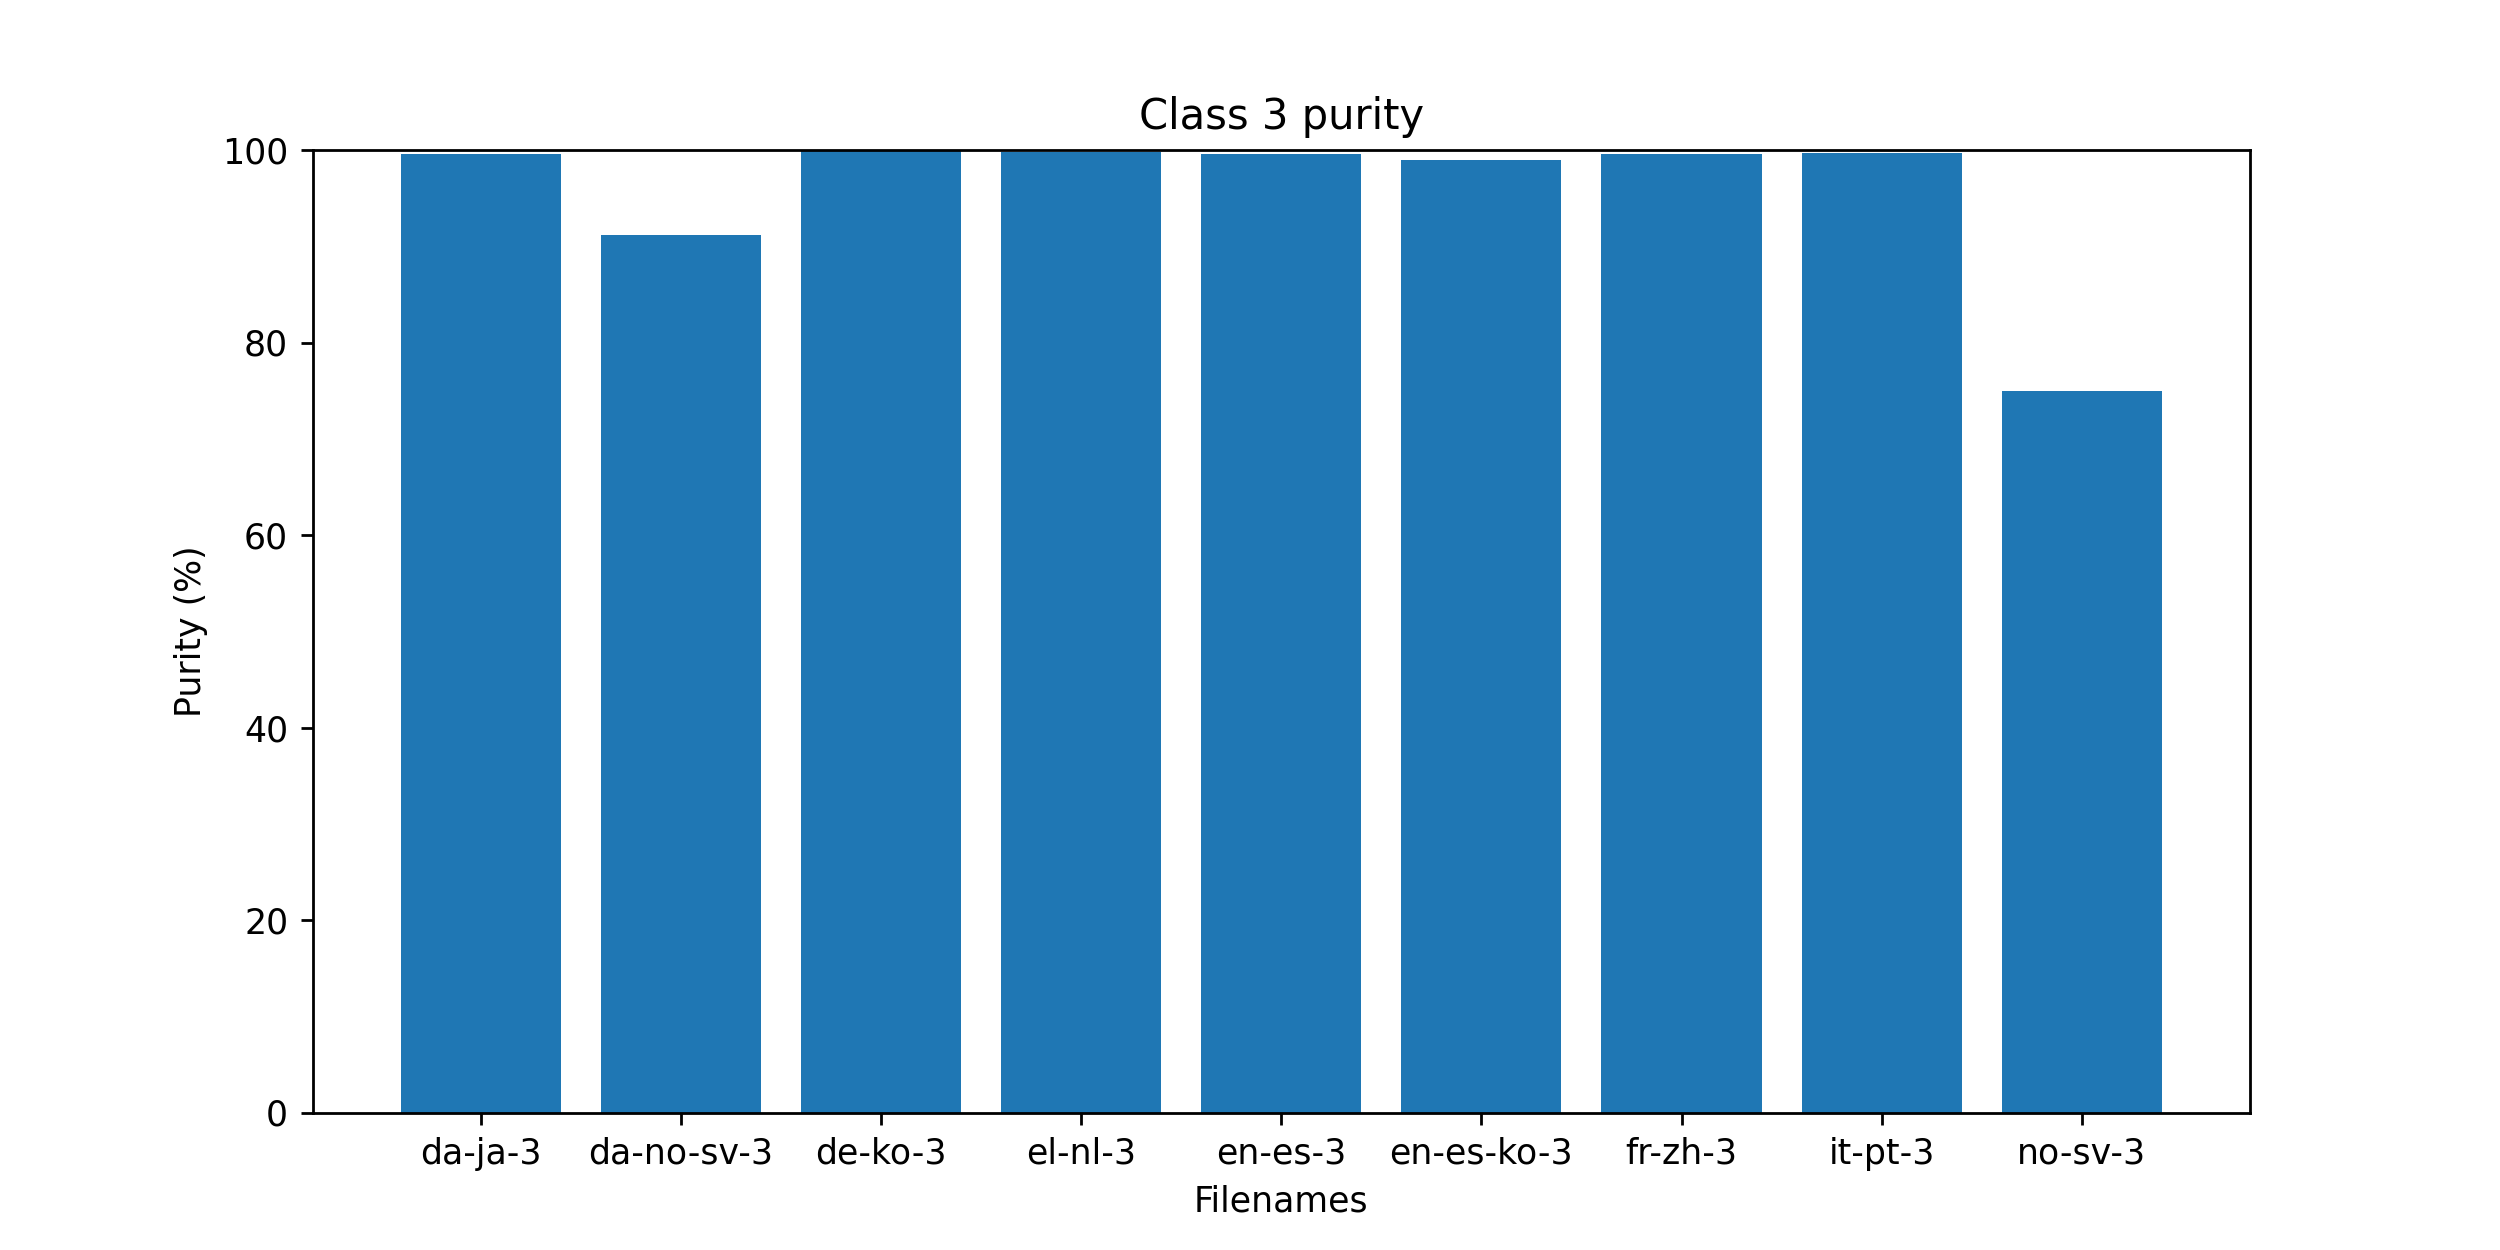 Class 3 purity
100
80
60
40
20
0
Purity (%)
da-ja-3 da-no-sv-3 de-ko-3 el-nl-3 en-es-3 en-es-ko-3 fr-zh-3 it-pt-3 no-sv-3
Filenames